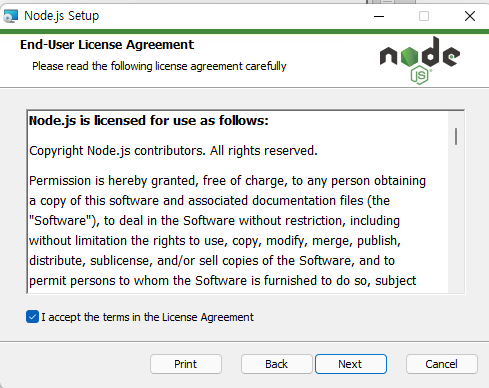 Node.js Setup
End-User License Agreement
Please read the following license agreement carefully
node
JS
Node.js is licensed for use as follows:
Copyright Node.js contributors. All rights reserved.
Permission is hereby granted, free of charge, to any person obtaining
a copy of this software and associated documentation files (the
"Software"), to deal in the Software without restriction, including
without limitation the rights to use, copy, modify, merge, publish,
distribute, sublicense, and/or sell copies of the Software, and to
permit persons to whom the Software is furnished to do so, subject
I accept the terms in the License Agreement
Print
Back
Next
Cancel